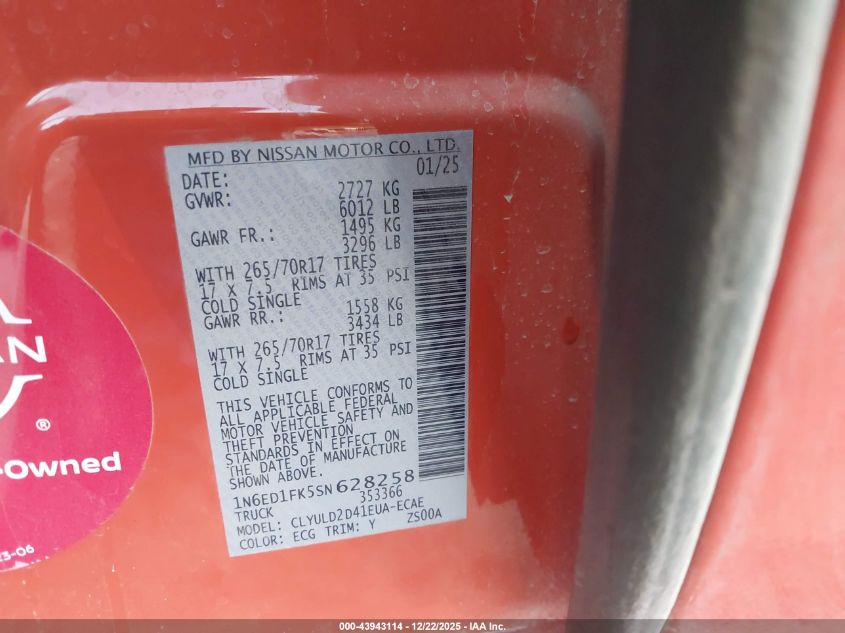 MFD BY NISSAN MOTOR CO., LTD.
DATE: 01/25
GVWR: 2727 KG
6012 LB
GAWR FR.: 1495 KG
3296 LB
WITH 265/70R17 TIRES
17 X 7.5 RIMS AT 35 PSI
COLD SINGLE
GAWR RR.: 1558 KG
3434 LB
WITH 265/70R17 TIRES
17 X 7.5 RIMS AT 35 PSI
COLD SINGLE
THIS VEHICLE CONFORMS TO
ALL APPLICABLE FEDERAL
MOTOR VEHICLE SAFETY AND
THEFT PREVENTION
STANDARDS IN EFFECT ON
THE DATE OF MANUFACTURE
SHOWN ABOVE.
1N6ED1FK5SN628258
TRUCK 353366
MODEL: CLYULD2D41EUA-ECAE
COLOR: ECG TRIM: Y ZS00A
AN
®
-Owned
3-06
000-43943114 - 12/22/2025 - IAA Inc.